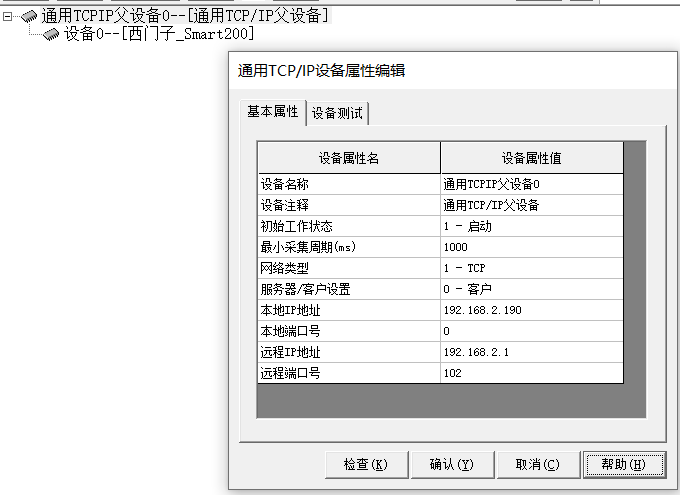 通用TCPIP父设备0--[通用TCP/IP父设备]
设备0--[西门子_Smart200]
通用TCP/IP设备属性编辑
基本属性 设备测试
设备属性名 设备属性值
设备名称 通用TCPIP父设备0
设备注释 通用TCP/IP父设备
初始工作状态 1 - 启动
最小采集周期(ms) 1000
网络类型 1 - TCP
服务器/客户设置 0 - 客户
本地IP地址 192.168.2.190
本地端口号 0
远程IP地址 192.168.2.1
远程端口号 102
检查(K) 确认(Y) 取消(C) 帮助(H)